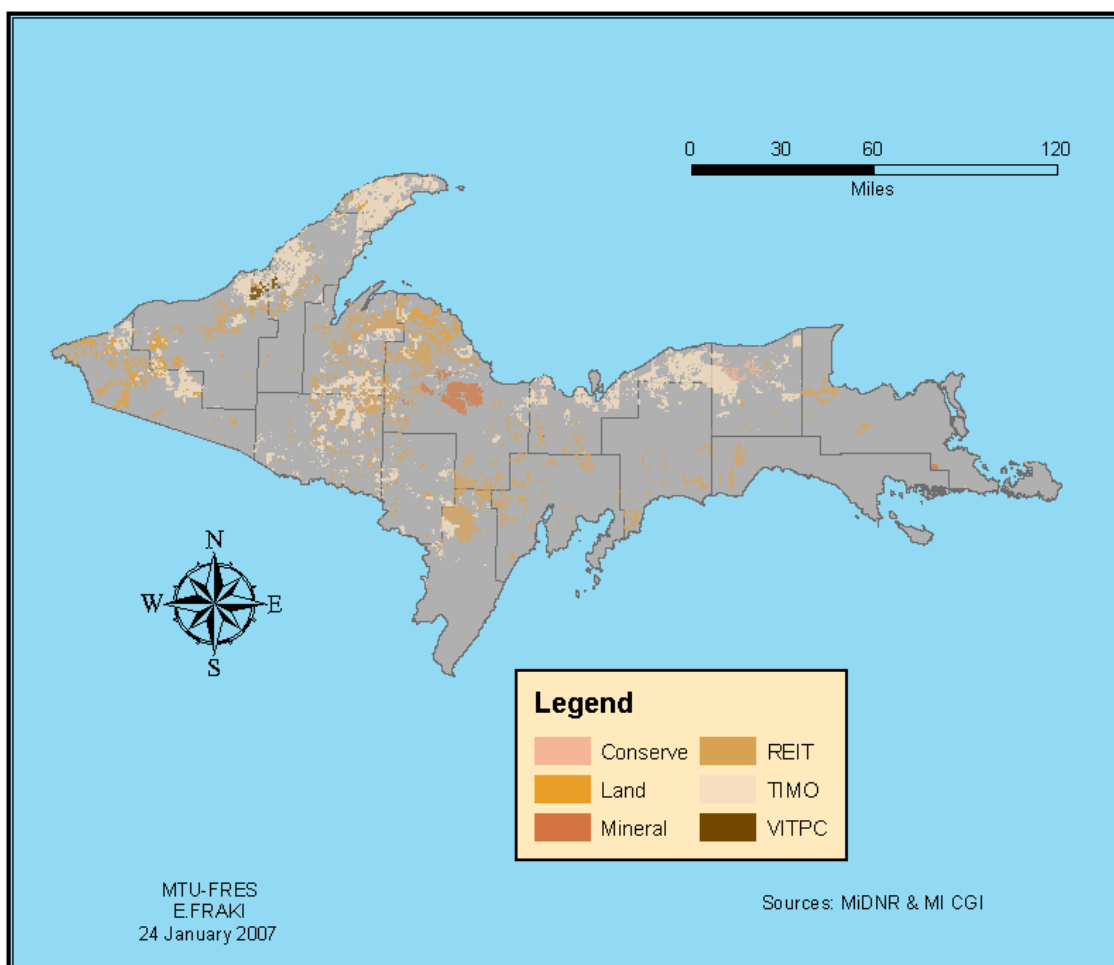 0 30 60 120
Miles
N
W E
S
Legend
Conserve REIT
Land TIMO
Mineral VITPC
MTU-FRES
E.FRAKI
24 January 2007
Sources: MiDNR & MI CGI